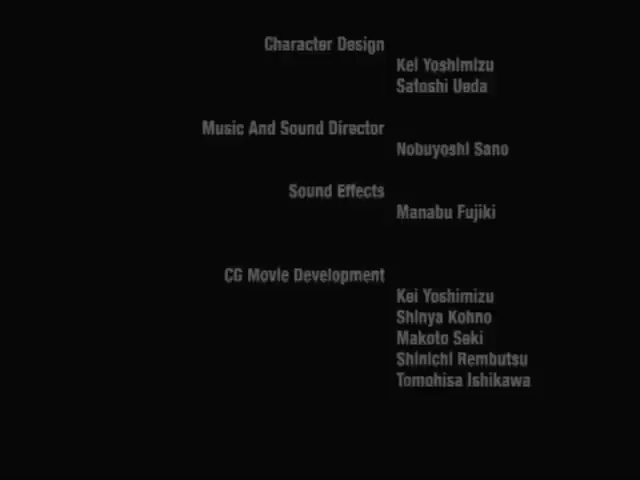 Character Design
Kei Yoshimizu
Satoshi Ueda
Music And Sound Director
Nobuyoshi Sano
Sound Effects
Manabu Fujiki
CG Movie Development
Kei Yoshimizu
Shinya Kohno
Makoto Seki
Shinichi Rembutsu
Tomohisa Ishikawa